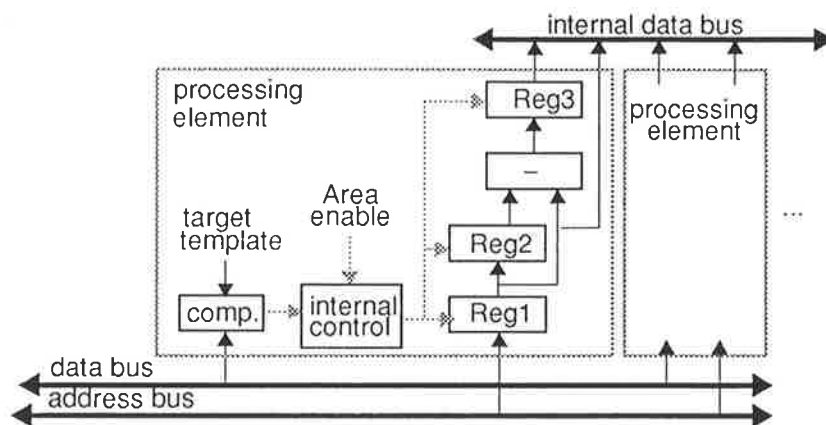 internal data bus
processing
element
Reg3
processing
element
–
Area
enable
target
template
Reg2
...
comp.
internal
control
Reg1
data bus
address bus